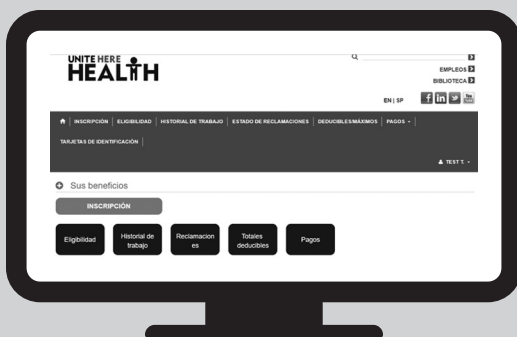 UNITE HERE
HEALTH
EMPLEOS
BIBLIOTECA
EN | SP
INSCRIPCIÓN | ELIGIBILIDAD | HISTORIAL DE TRABAJO | ESTADO DE RECLAMACIONES | DEDUCIBLES/MÁXIMOS | PAGOS
TARJETAS DE IDENTIFICACIÓN
TEST T.
Sus beneficios
INSCRIPCIÓN
Eligibilidad
Historial de
trabajo
Reclamacion
es
Totales
deducibles
Pagos